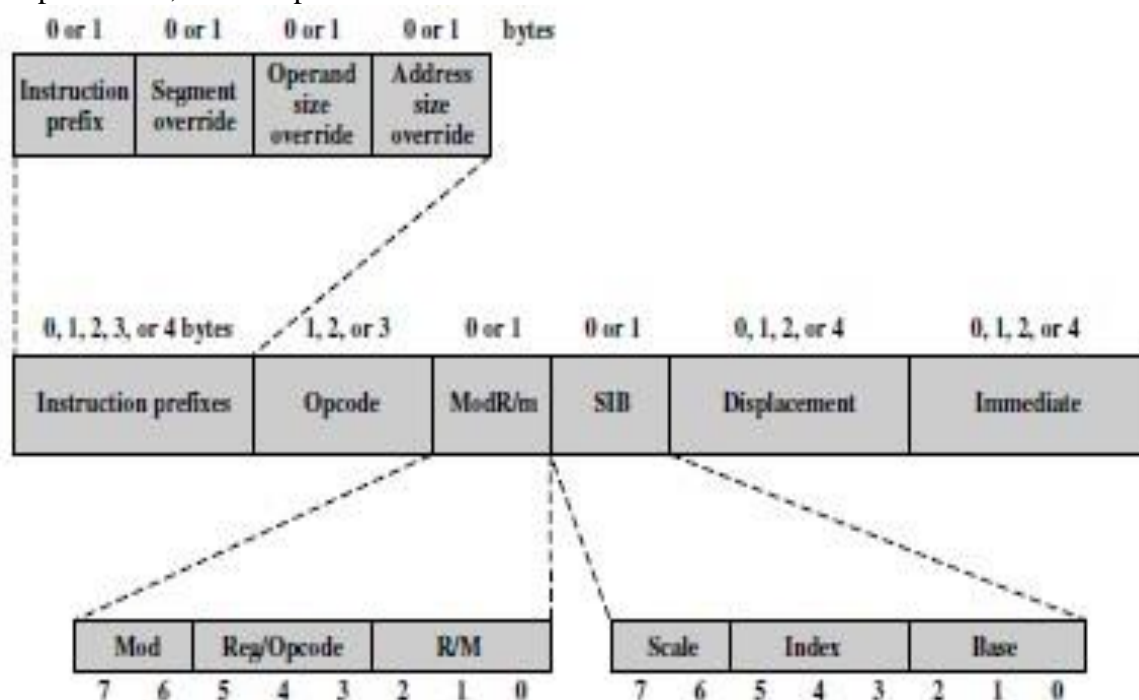 0 or 1 0 or 1 0 or 1 0 or 1 bytes
Instruction prefix
Segment override
Operand size override
Address size override
0, 1, 2, 3, or 4 bytes 1, 2, or 3 0 or 1 0 or 1 0, 1, 2, or 4 0, 1, 2, or 4
Instruction prefixes Opcode ModR/m SIB Displacement Immediate
Mod Reg/Opcode R/M Scale Index Base
7 6 5 4 3 2 1 0 7 6 5 4 3 2 1 0